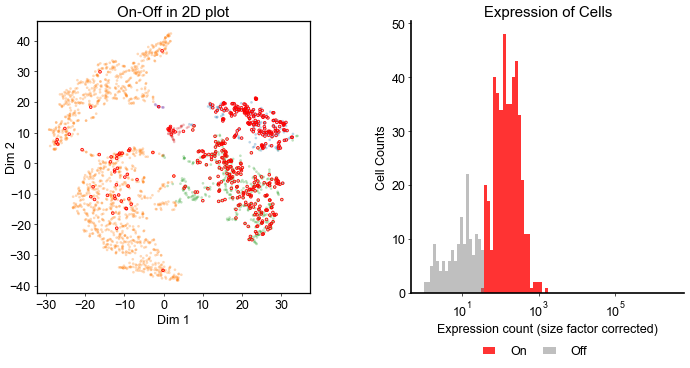 On-Off in 2D plot
Dim 2
40
30
20
10
0
−10
−20
−30
−40
−30 −20 −10 0 10 20 30
Dim 1
Expression of Cells
Cell Counts
50
40
30
20
10
0
10^1 10^3 10^5
Expression count (size factor corrected)
On Off